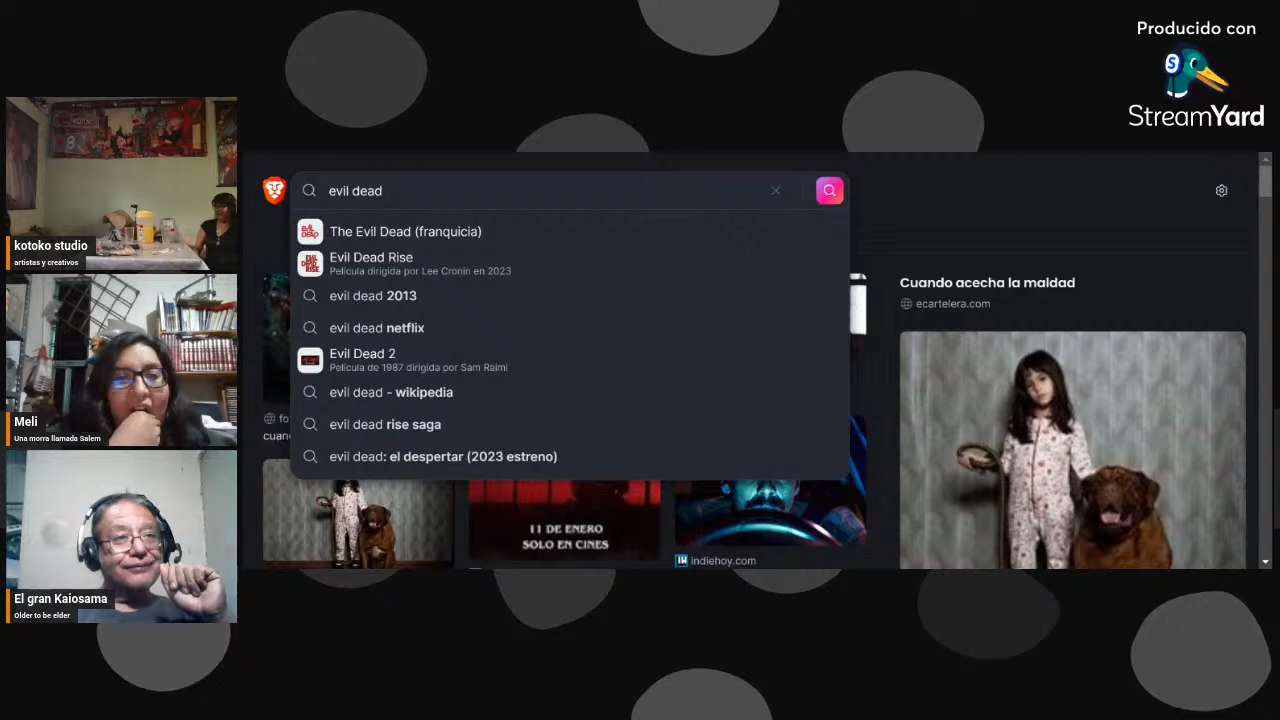 Producido con
StreamYard
kotoko studio
artistas y creativos
Meli
Una morra llamada Salem
El gran Kaiosama
Older to be elder
evil dead
The Evil Dead (franquicia)
Evil Dead Rise
Película dirigida por Lee Cronin en 2023
evil dead 2013
evil dead netflix
Evil Dead 2
Película de 1987 dirigida por Sam Raimi
evil dead - wikipedia
evil dead rise saga
evil dead: el despertar (2023 estreno)
11 DE ENERO
SOLO EN CINES
indiehoy.com
Cuando acecha la maldad
ecartelera.com